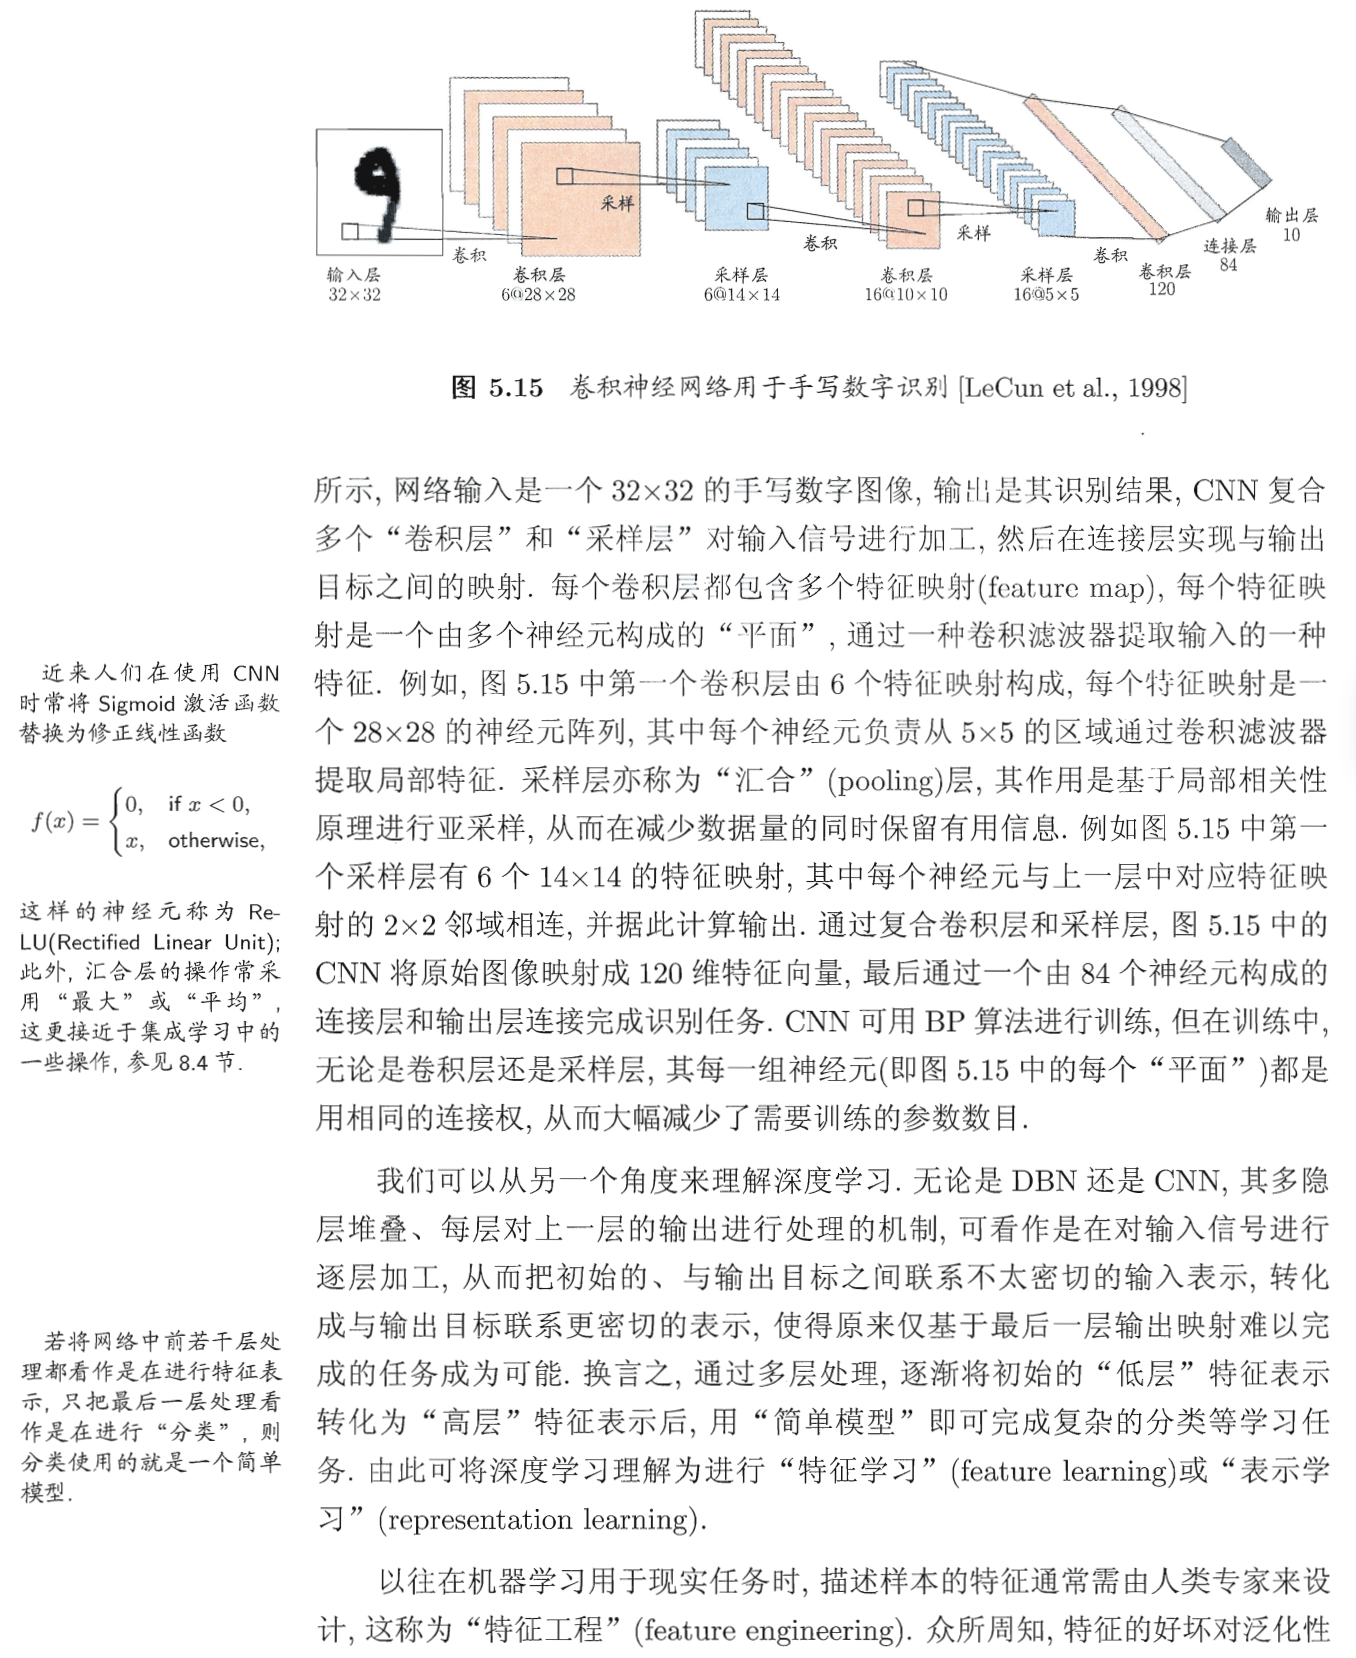 采样
卷积
卷积
采样
卷积
输入层
32×32
卷积层
6@28×28
采样层
6@14×14
卷积层
16@10×10
采样层
16@5×5
卷积层
120
连接层
84
输出层
10
图 5.15 卷积神经网络用于手写数字识别 [LeCun et al., 1998]
所示, 网络输入是一个 32×32 的手写数字图像, 输出是其识别结果, CNN 复合
多个“卷积层”和“采样层”对输入信号进行加工, 然后在连接层实现与输出
目标之间的映射. 每个卷积层都包含多个特征映射(feature map), 每个特征映
射是一个由多个神经元构成的“平面”, 通过一种卷积滤波器提取输入的一种
特征. 例如, 图 5.15 中第一个卷积层由 6 个特征映射构成, 每个特征映射是一
个 28×28 的神经元阵列, 其中每个神经元负责从 5×5 的区域通过卷积滤波器
提取局部特征. 采样层亦称为“汇合”(pooling)层, 其作用是基于局部相关性
原理进行亚采样, 从而在减少数据量的同时保留有用信息. 例如图 5.15 中第一
个采样层有 6 个 14×14 的特征映射, 其中每个神经元与上一层中对应特征映
射的 2×2 邻域相连, 并据此计算输出. 通过复合卷积层和采样层, 图 5.15 中的
CNN 将原始图像映射成 120 维特征向量, 最后通过一个由 84 个神经元构成的
连接层和输出层连接完成识别任务. CNN 可用 BP 算法进行训练, 但在训练中,
无论是卷积层还是采样层, 其每一组神经元(即图 5.15 中的每个“平面”)都是
用相同的连接权, 从而大幅减少了需要训练的参数数目.
近来人们在使用 CNN
时常将 Sigmoid 激活函数
替换为修正线性函数
f(x) = { 0, if x < 0,
x, otherwise,
这样的神经元称为 Re-
LU(Rectified Linear Unit);
此外, 汇合层的操作常采
用“最大”或“平均”,
这更接近于集成学习中的
一些操作, 参见 8.4 节.
我们可以从另一个角度来理解深度学习. 无论是 DBN 还是 CNN, 其多隐
层堆叠、每层对上一层的输出进行处理的机制, 可看作是在对输入信号进行
逐层加工, 从而把初始的、与输出目标之间联系不太密切的输入表示, 转化
成与输出目标联系更密切的表示, 使得原来仅基于最后一层输出映射难以完
成的任务成为可能. 换言之, 通过多层处理, 逐渐将初始的“低层”特征表示
转化为“高层”特征表示后, 用“简单模型”即可完成复杂的分类等学习任
务. 由此可将深度学习理解为进行“特征学习”(feature learning)或“表示学
习”(representation learning).
若将网络中前若干层处
理都看作是在进行特征表
示, 只把最后一层处理看
作是在进行“分类”, 则
分类使用的就是一个简单
模型.
以往在机器学习用于现实任务时, 描述样本的特征通常需由人类专家来设
计, 这称为“特征工程”(feature engineering). 众所周知, 特征的好坏对泛化性